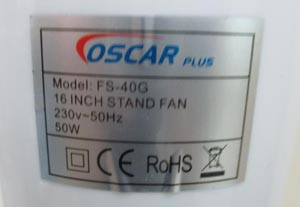 OSCAR PLUS
Model: FS-40G
16 INCH STAND FAN
230v~50Hz
50W
CE RoHS